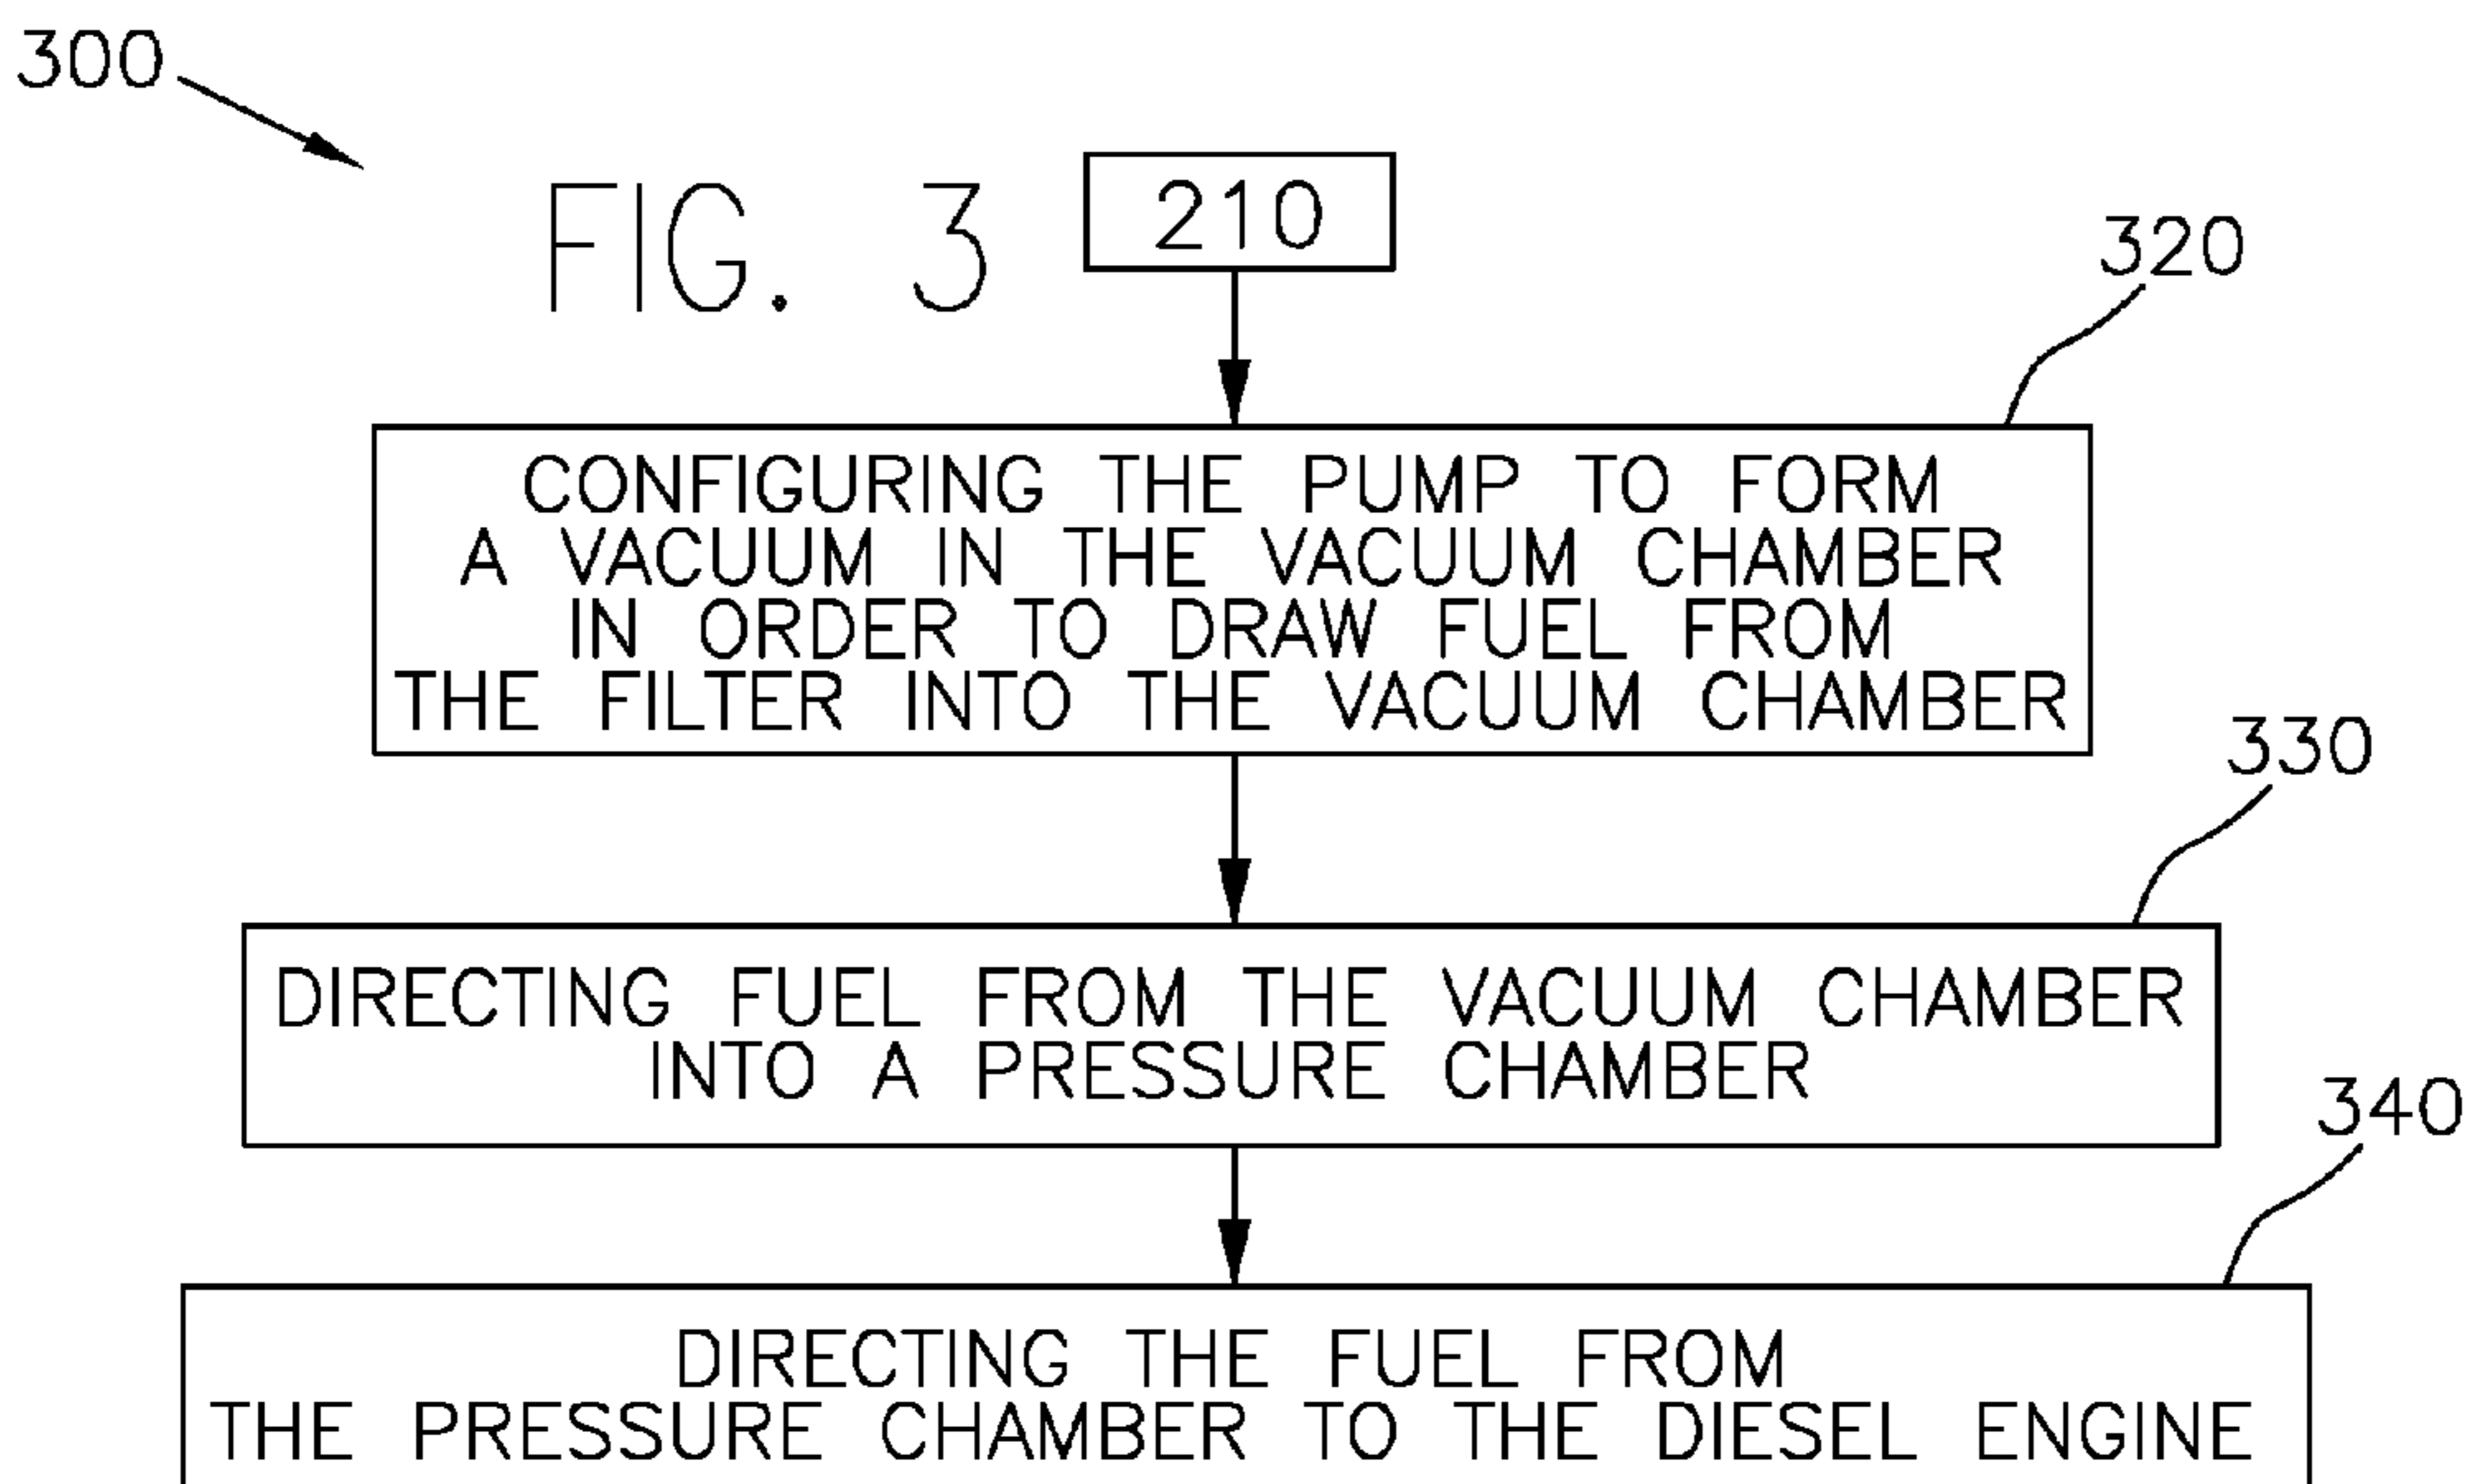 300
FIG. 3
210
320
CONFIGURING THE PUMP TO FORM
A VACUUM IN THE VACUUM CHAMBER
IN ORDER TO DRAW FUEL FROM
THE FILTER INTO THE VACUUM CHAMBER
330
DIRECTING FUEL FROM THE VACUUM CHAMBER
INTO A PRESSURE CHAMBER
340
DIRECTING THE FUEL FROM
THE PRESSURE CHAMBER TO THE DIESEL ENGINE